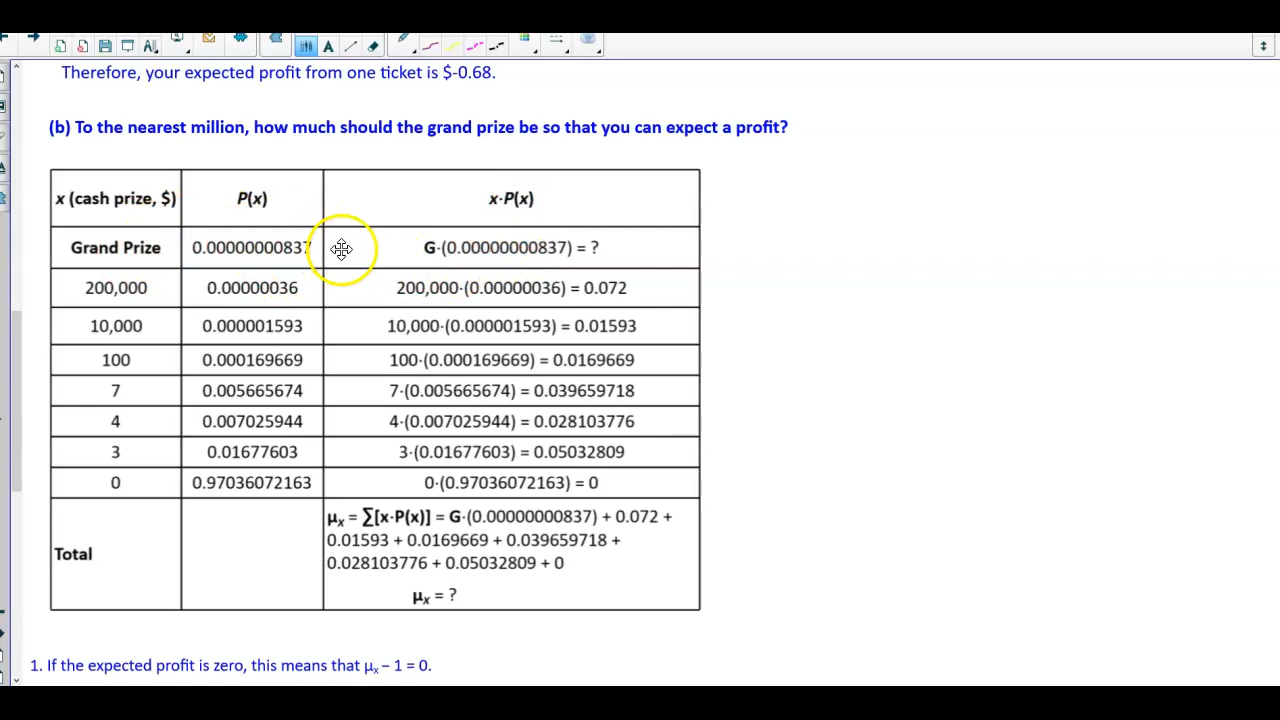 Therefore, your expected profit from one ticket is $-0.68.
(b) To the nearest million, how much should the grand prize be so that you can expect a profit?
x (cash prize, $) P(x) x·P(x)
Grand Prize 0.00000000837 G·(0.00000000837) = ?
200,000 0.00000036 200,000·(0.00000036) = 0.072
10,000 0.000001593 10,000·(0.000001593) = 0.01593
100 0.000169669 100·(0.000169669) = 0.0169669
7 0.005665674 7·(0.005665674) = 0.039659718
4 0.007025944 4·(0.007025944) = 0.028103776
3 0.01677603 3·(0.01677603) = 0.05032809
0 0.97036072163 0·(0.97036072163) = 0
Total
μₓ = ∑[x·P(x)] = G·(0.00000000837) + 0.072 +
0.01593 + 0.0169669 + 0.039659718 +
0.028103776 + 0.05032809 + 0
μₓ = ?
1. If the expected profit is zero, this means that μₓ − 1 = 0.